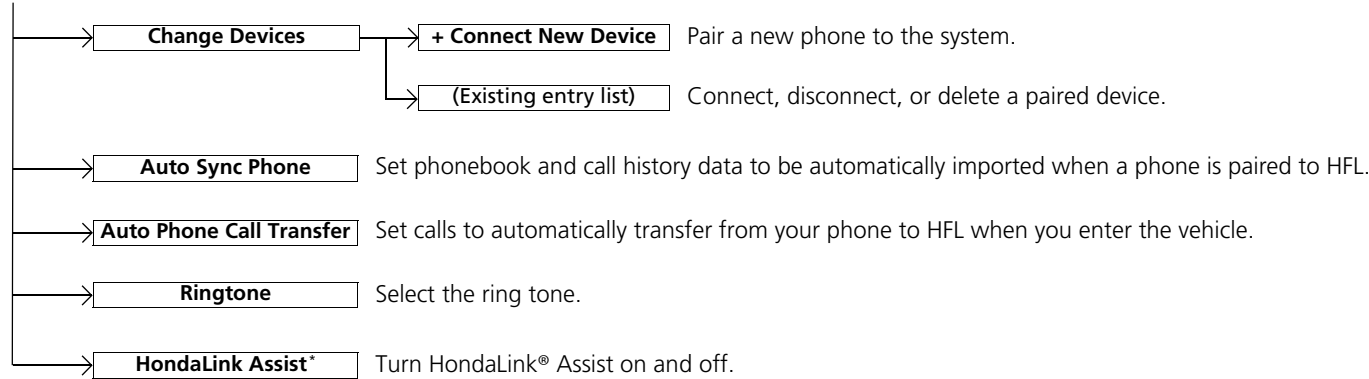 Change Devices + Connect New Device Pair a new phone to the system.
(Existing entry list) Connect, disconnect, or delete a paired device.
Auto Sync Phone Set phonebook and call history data to be automatically imported when a phone is paired to HFL.
Auto Phone Call Transfer Set calls to automatically transfer from your phone to HFL when you enter the vehicle.
Ringtone Select the ring tone.
HondaLink Assist* Turn HondaLink® Assist on and off.